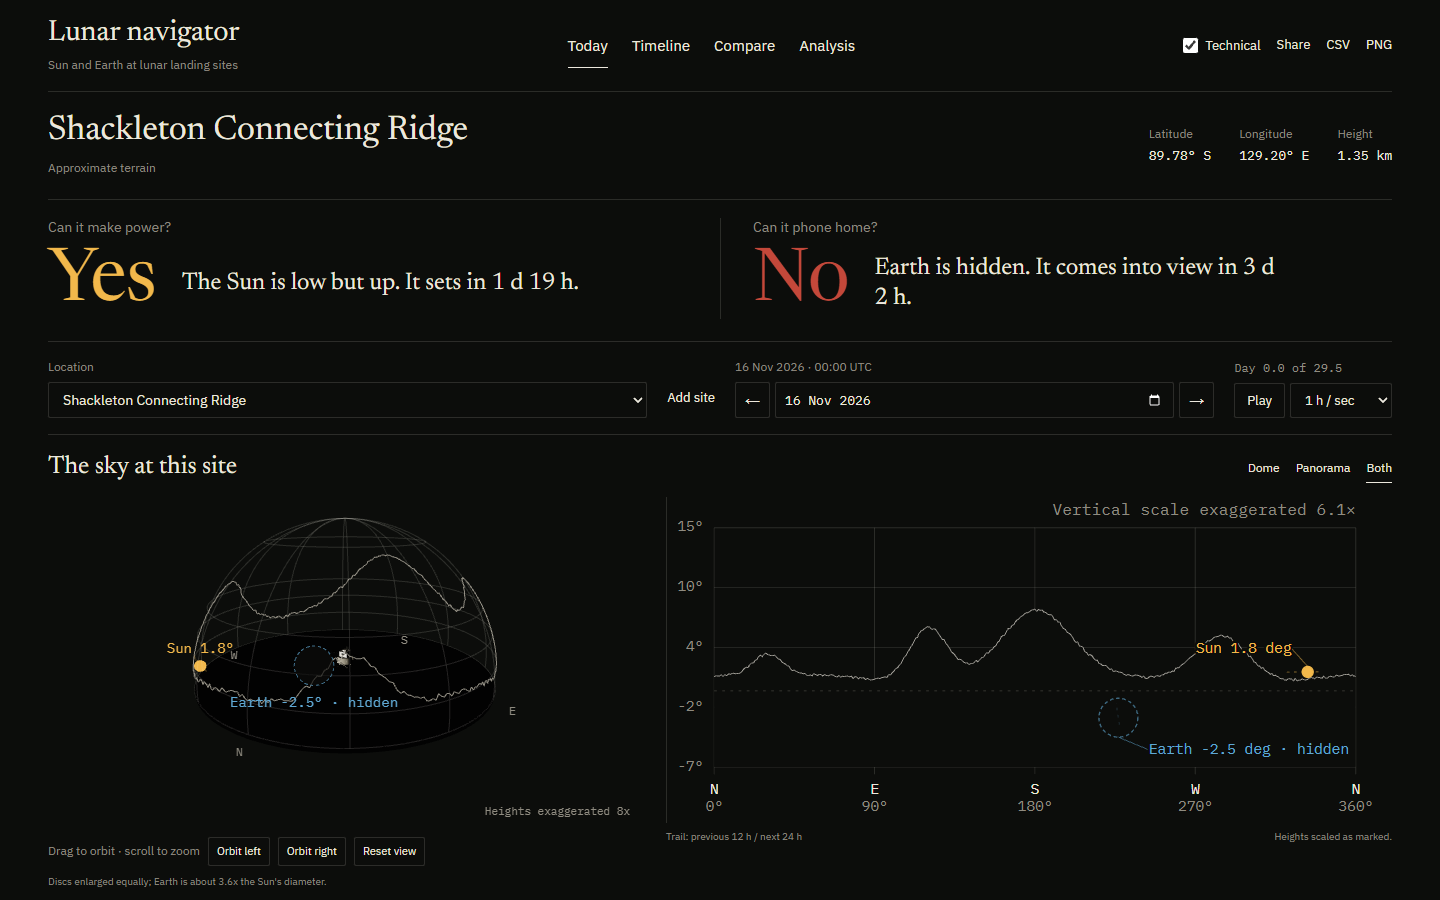 Lunar navigator
Sun and Earth at lunar landing sites
Today Timeline Compare Analysis
Technical Share CSV PNG
Shackleton Connecting Ridge
Approximate terrain
Latitude Longitude Height
89.78° S 129.20° E 1.35 km
Can it make power?
Yes The Sun is low but up. It sets in 1 d 19 h.
Can it phone home?
No Earth is hidden. It comes into view in 3 d
2 h.
Location
Shackleton Connecting Ridge
Add site
16 Nov 2026 · 00:00 UTC
← 16 Nov 2026 →
Day 0.0 of 29.5
Play 1 h / sec
The sky at this site
Dome Panorama Both
Sun 1.8°
W
S
Earth -2.5° · hidden
E
N
Heights exaggerated 8x
Vertical scale exaggerated 6.1×
15°
10°
4°
-2°
-7°
Sun 1.8 deg
Earth -2.5 deg · hidden
N E S W N
0° 90° 180° 270° 360°
Trail: previous 12 h / next 24 h
Heights scaled as marked.
Drag to orbit · scroll to zoom Orbit left Orbit right Reset view
Discs enlarged equally; Earth is about 3.6x the Sun's diameter.